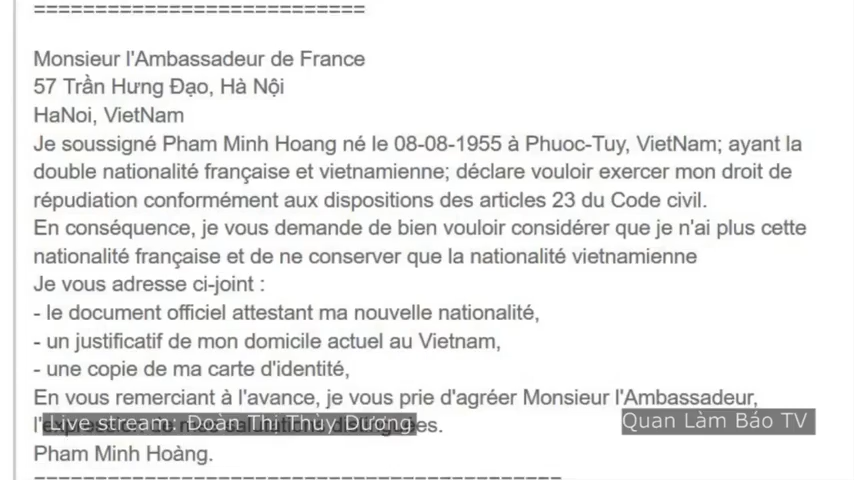 ===========================
Monsieur l'Ambassadeur de France
57 Trần Hưng Đạo, Hà Nội
HaNoi, VietNam
Je soussigné Pham Minh Hoang né le 08-08-1955 à Phuoc-Tuy, VietNam; ayant la
double nationalité française et vietnamienne; déclare vouloir exercer mon droit de
répudiation conformément aux dispositions des articles 23 du Code civil.
En conséquence, je vous demande de bien vouloir considérer que je n'ai plus cette
nationalité française et de ne conserver que la nationalité vietnamienne
Je vous adresse ci-joint :
- le document officiel attestant ma nouvelle nationalité,
- un justificatif de mon domicile actuel au Vietnam,
- une copie de ma carte d'identité,
En vous remerciant à l'avance, je vous prie d'agréer Monsieur l'Ambassadeur,
Live stream: Đoàn Thị Thùy Dương
Quan Làm Báo TV
Pham Minh Hoàng.
===========================================